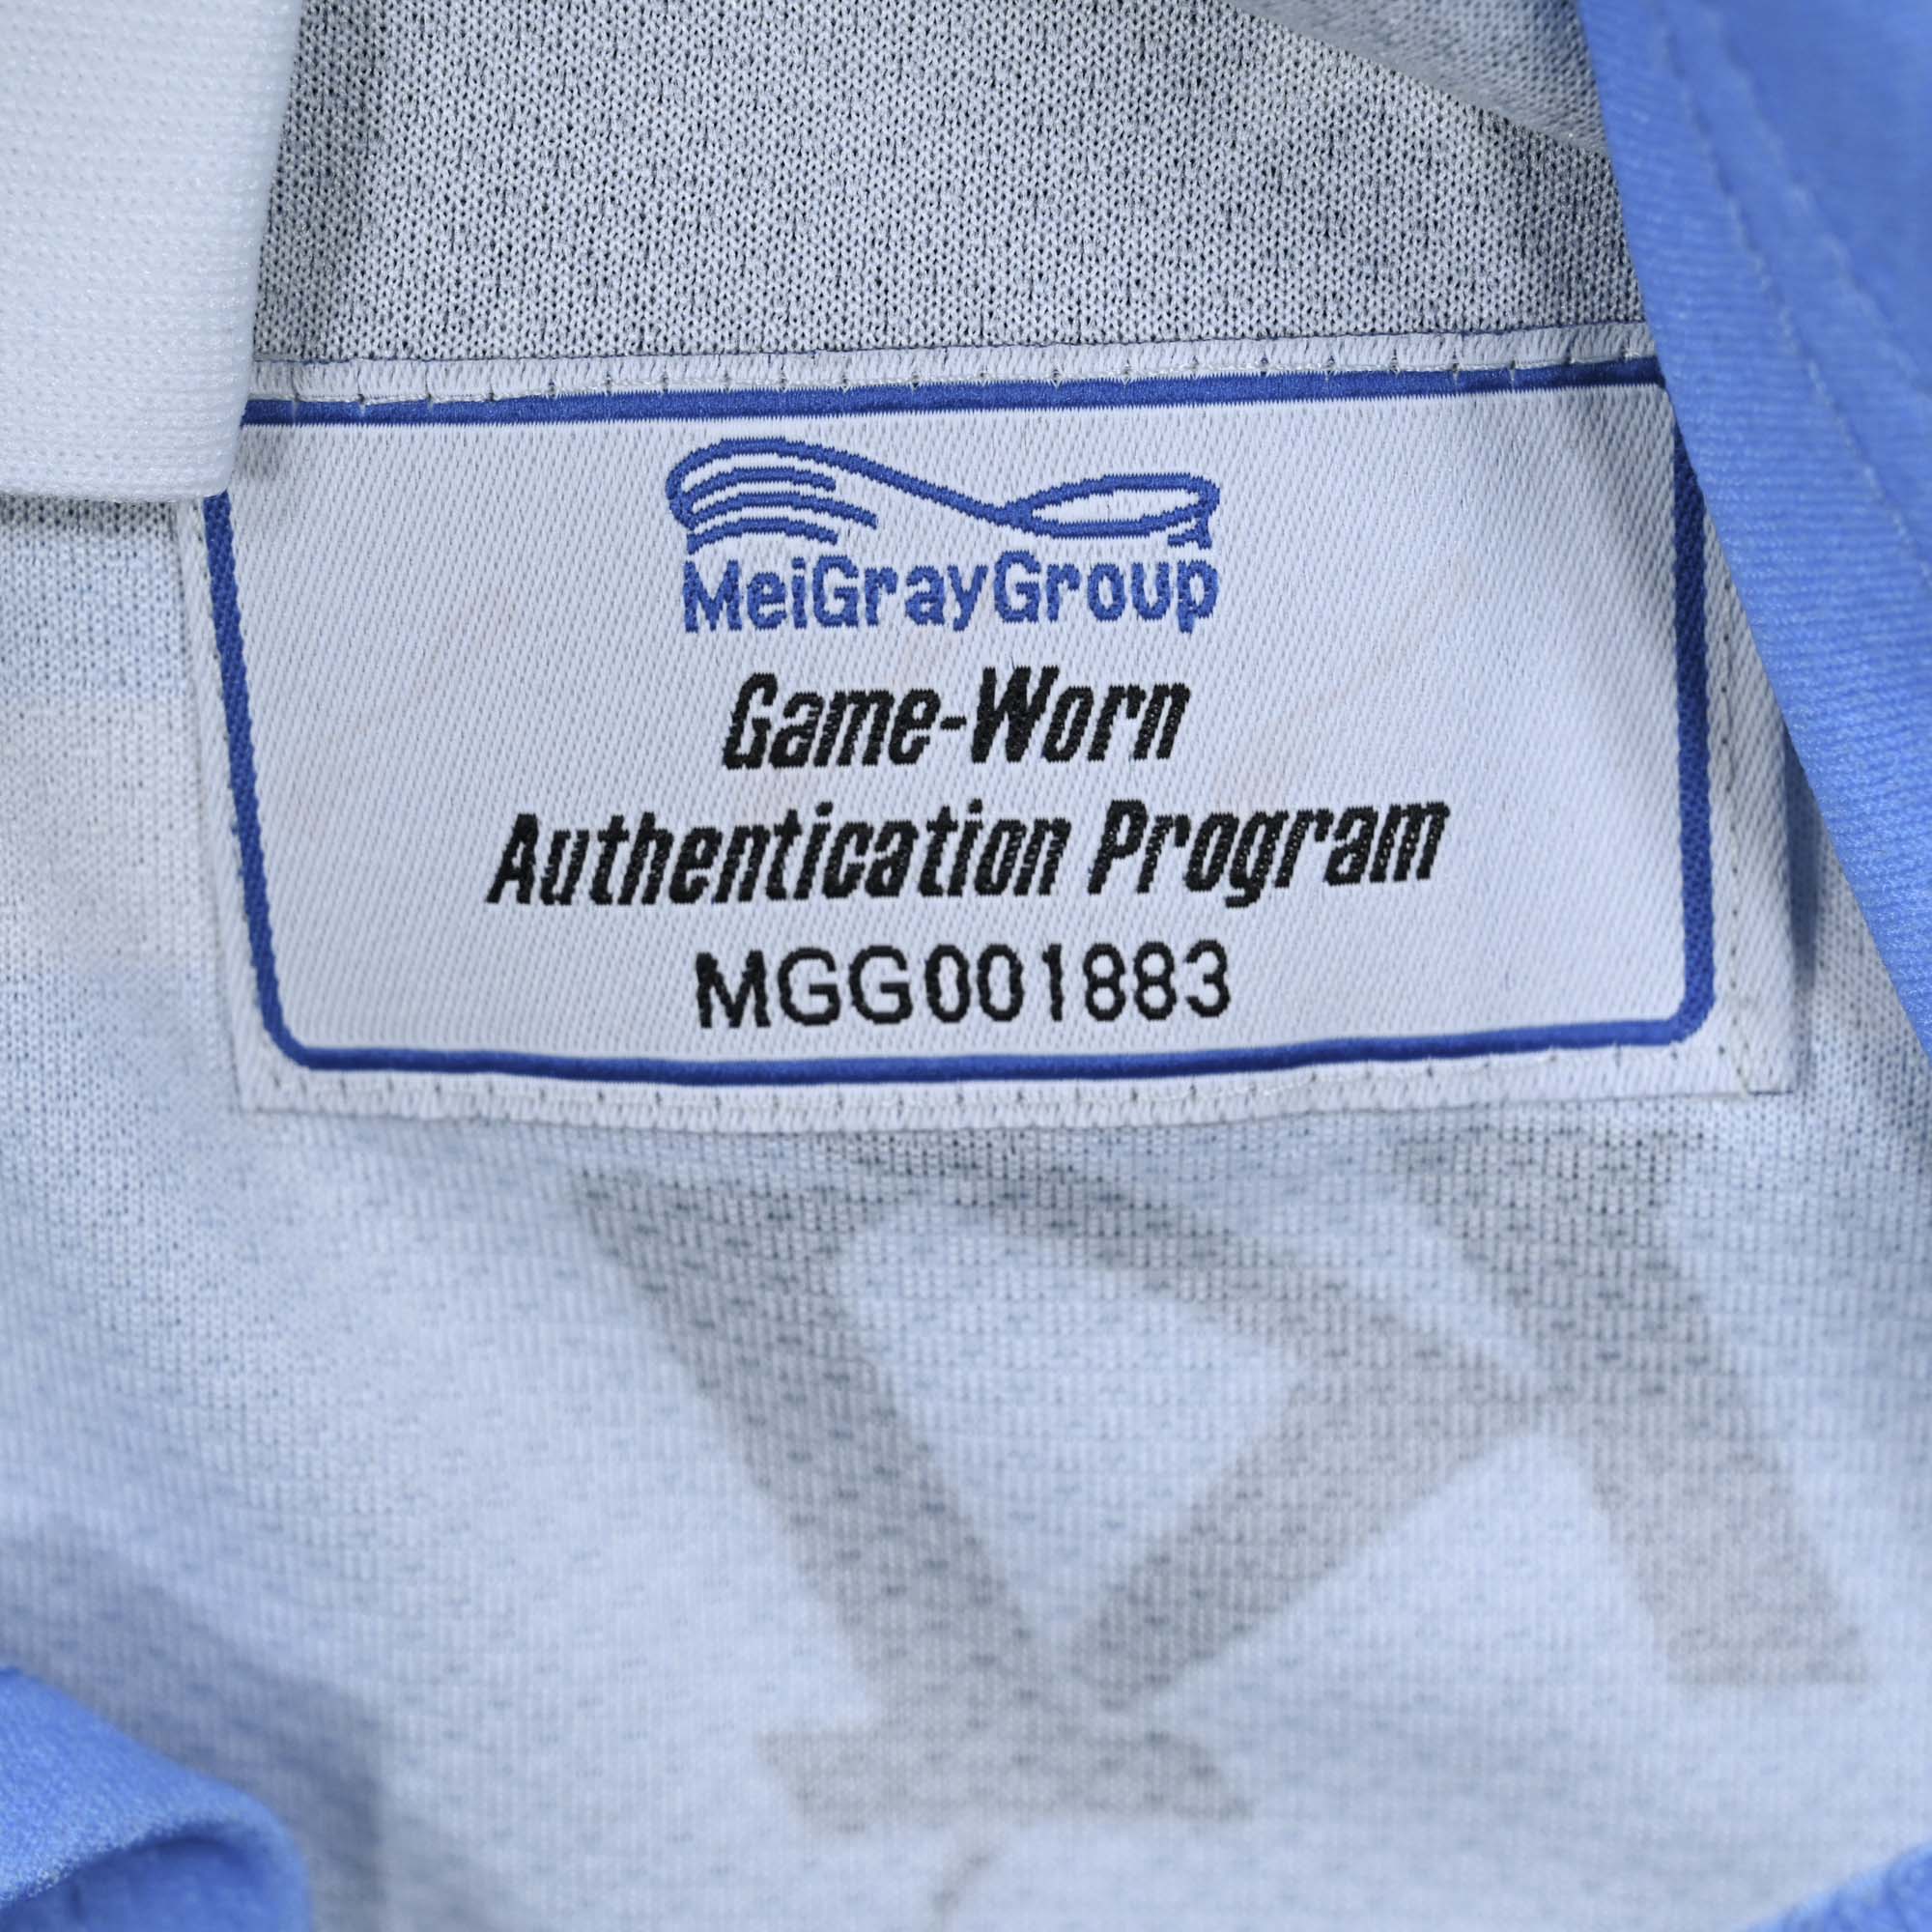 MeiGrayGroup
Game-Worn
Authentication Program
MGG001883